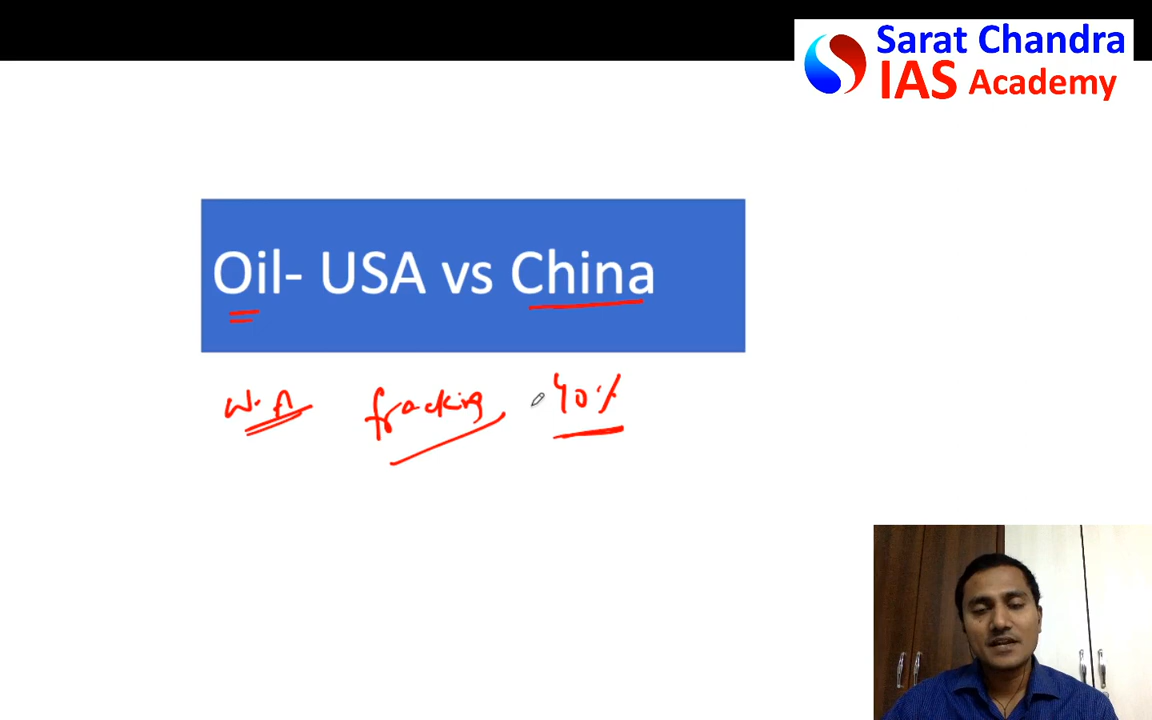 Sarat Chandra
IAS Academy
Oil- USA vs China
W.A fracking, 40%